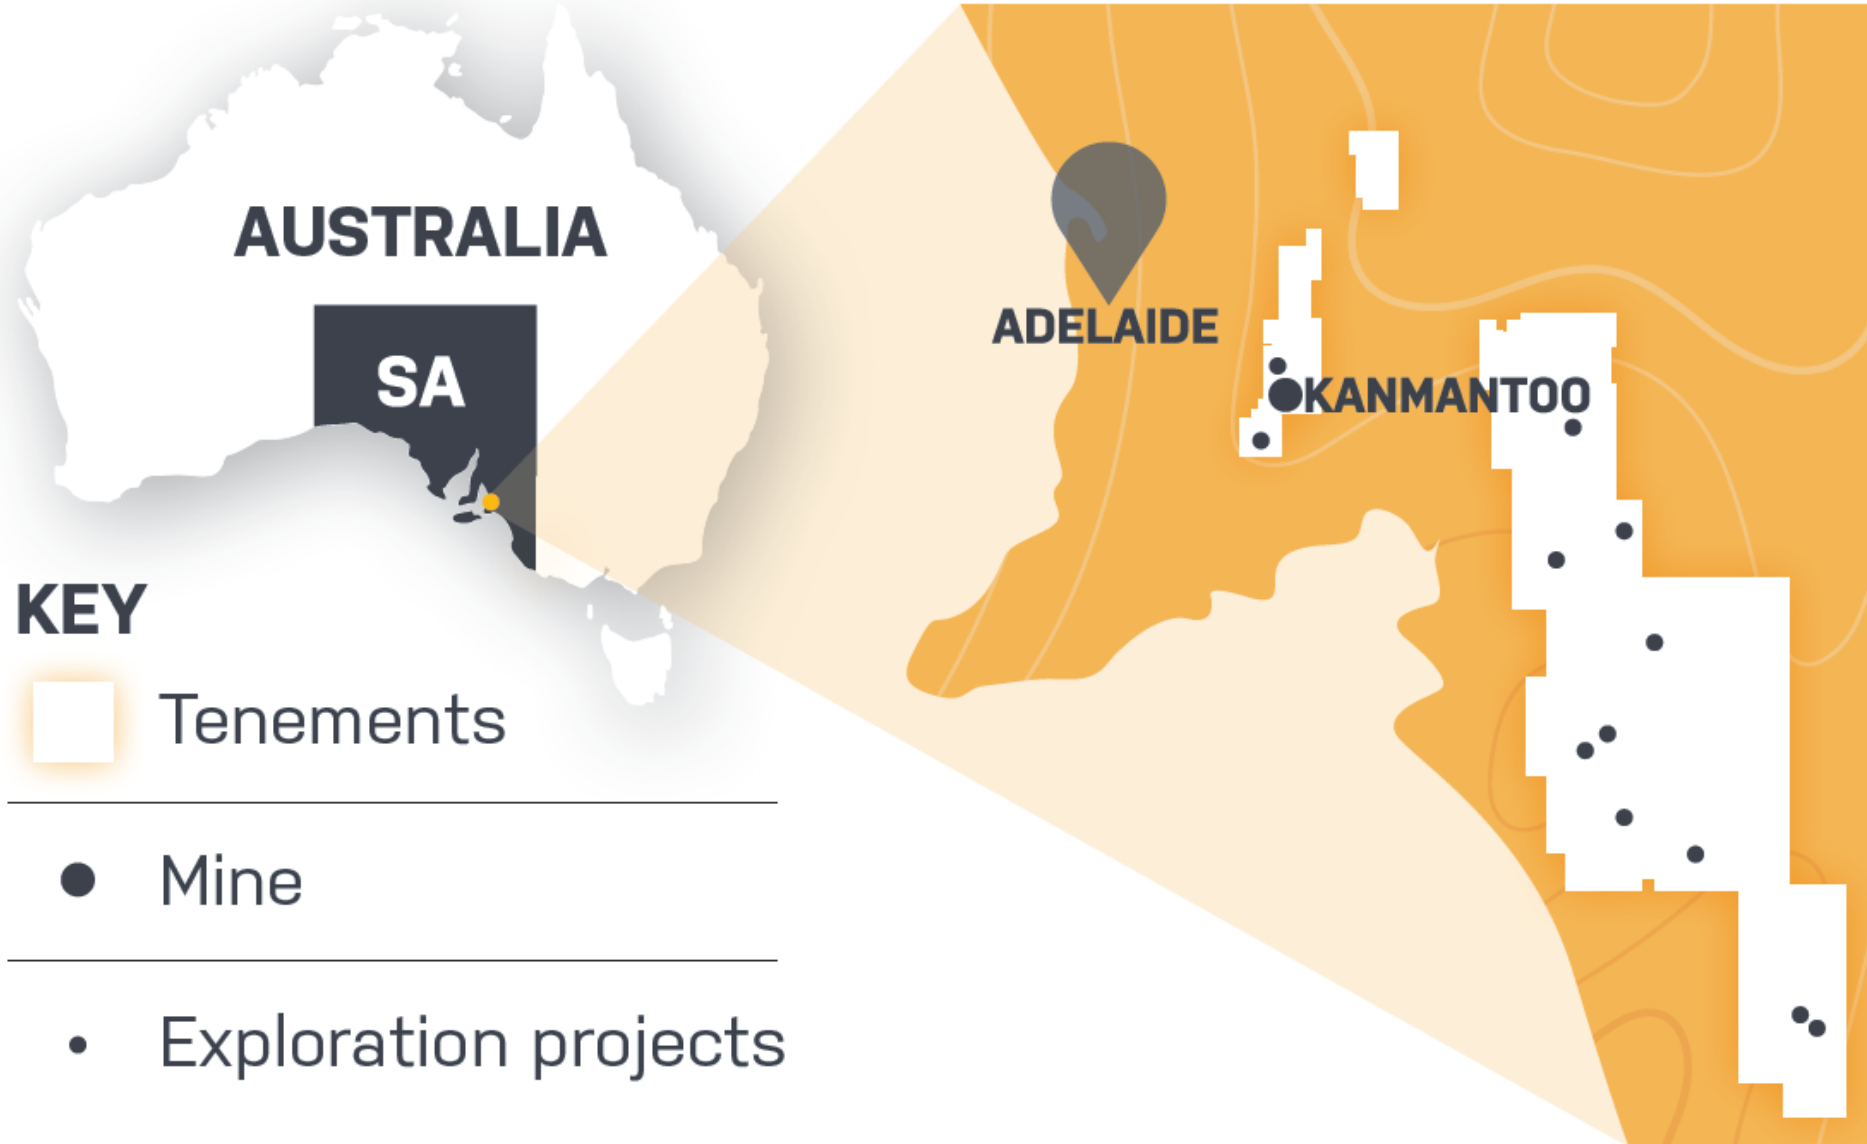 AUSTRALIA
SA
ADELAIDE
KANMANTOO
KEY
Tenements
Mine
Exploration projects